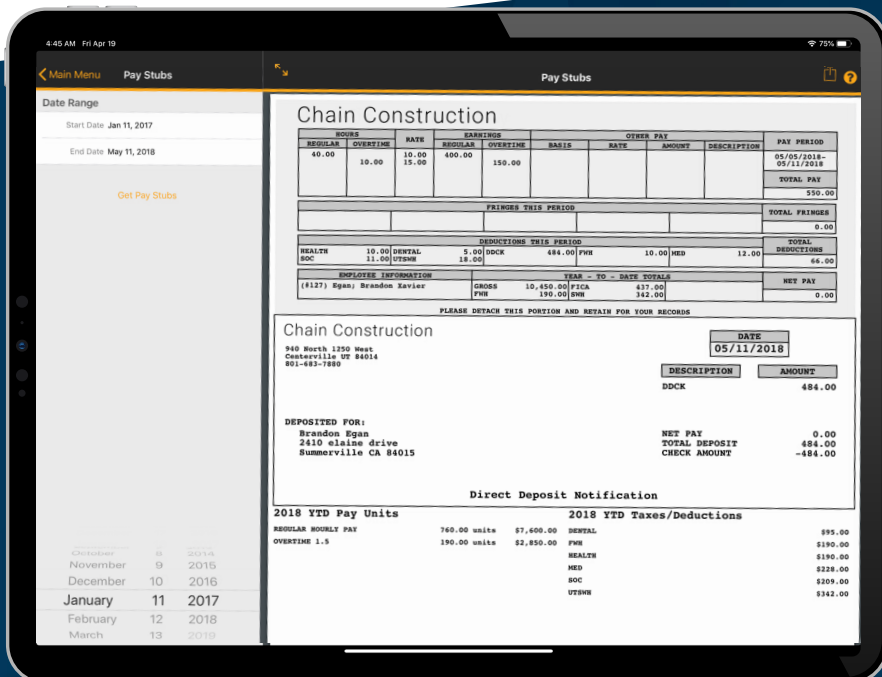 4:45 AM Fri Apr 19 75%
Main Menu Pay Stubs
Pay Stubs ?
Date Range
Start Date Jan 11, 2017
End Date May 11, 2018
Get Pay Stubs
October 8 2014
November 9 2015
December 10 2016
January 11 2017
February 12 2018
March 13 2019
Chain Construction
HOURS RATE EARNINGS OTHER PAY PAY PERIOD
REGULAR OVERTIME REGULAR OVERTIME BASIS RATE AMOUNT DESCRIPTION
40.00 10.00 400.00 05/05/2018-
10.00 15.00 150.00 05/11/2018
TOTAL PAY
550.00
FRINGES THIS PERIOD TOTAL FRINGES
0.00
DEDUCTIONS THIS PERIOD TOTAL DEDUCTIONS
HEALTH 10.00 DENTAL 5.00 DDCK 484.00 FWH 10.00 MED 12.00
SOC 11.00 UTSWH 18.00 66.00
EMPLOYEE INFORMATION YEAR - TO - DATE TOTALS NET PAY
(#127) Egan; Brandon Xavier GROSS 10,450.00 FICA 437.00
FWH 190.00 SWH 342.00 0.00
PLEASE DETACH THIS PORTION AND RETAIN FOR YOUR RECORDS
Chain Construction
940 North 1250 West
Centerville UT 84014
801-683-7880
DATE
05/11/2018
DESCRIPTION AMOUNT
DDCK 484.00
DEPOSITED FOR:
Brandon Egan
2410 elaine drive
Summerville CA 84015
NET PAY 0.00
TOTAL DEPOSIT 484.00
CHECK AMOUNT -484.00
Direct Deposit Notification
2018 YTD Pay Units
REGULAR HOURLY PAY 760.00 units $7,600.00
OVERTIME 1.5 190.00 units $2,850.00
2018 YTD Taxes/Deductions
DENTAL $95.00
FWH $190.00
HEALTH $190.00
MED $228.00
SOC $209.00
UTSWH $342.00